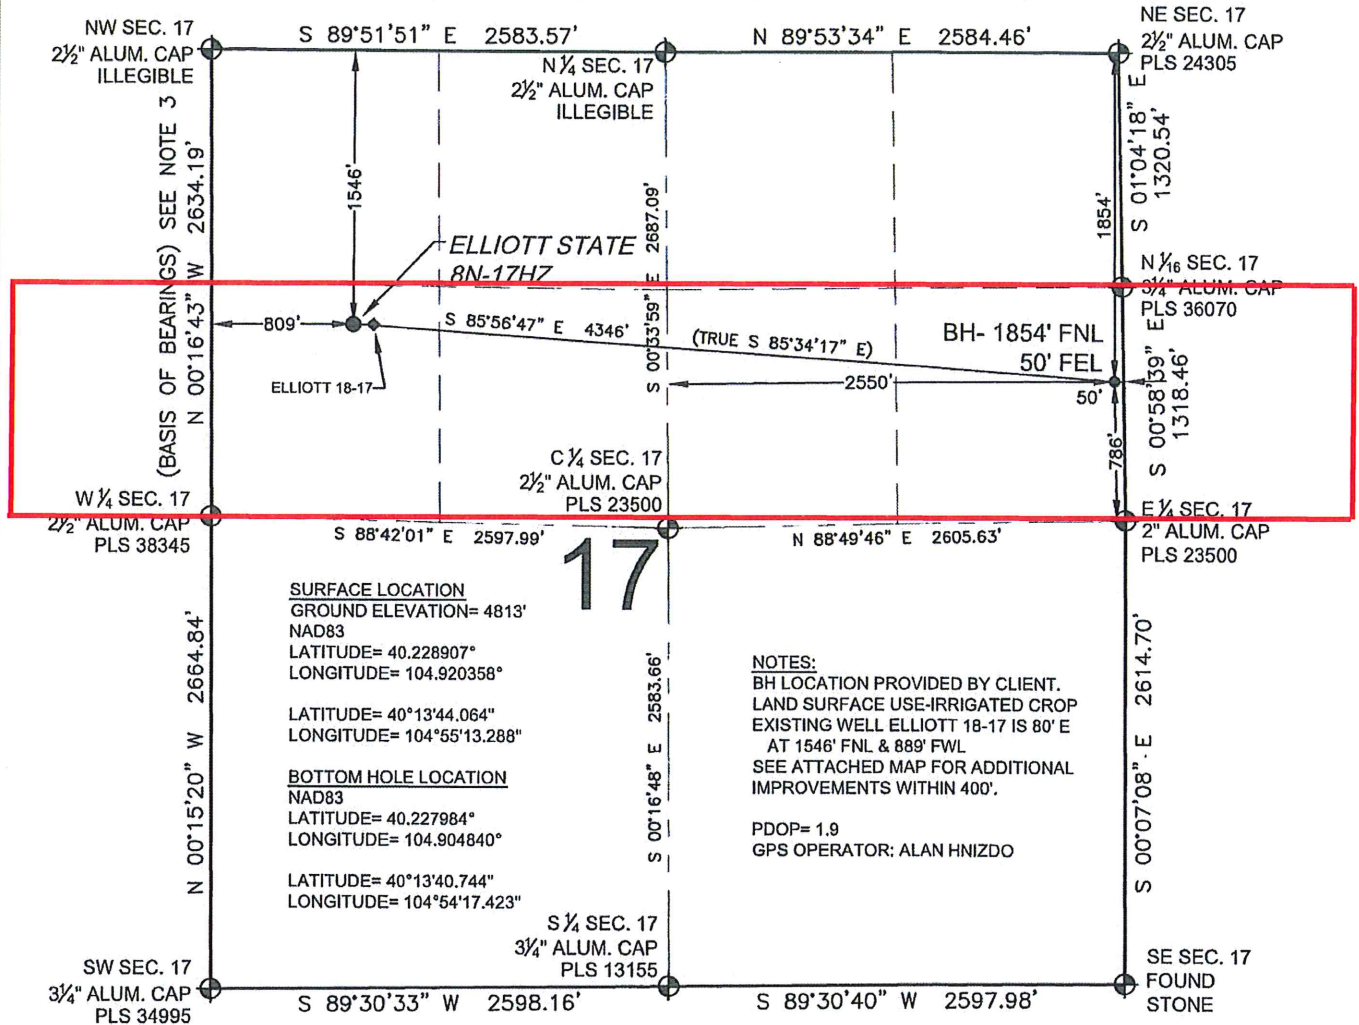 NW SEC. 17
2½" ALUM. CAP
ILLEGIBLE
S 89°51'51" E 2583.57'
N ¼ SEC. 17
2½" ALUM. CAP
ILLEGIBLE
N 89°53'34" E 2584.46'
NE SEC. 17
2½" ALUM. CAP
PLS 24305
(BASIS OF BEARINGS) SEE NOTE 3
N 00°16'43" W 2634.19'
1546'
S 00°33'59" E 2687.09'
1854'
S 01°04'18" E
1320.54'
ELLIOTT STATE
8N-17HZ
N 1/16 SEC. 17
3¼" ALUM. CAP
PLS 36070
809'
S 85°56'47" E 4346'
(TRUE S 85°34'17" E)
BH- 1854' FNL
50' FEL
ELLIOTT 18-17
2550'
50'
S 00°58'39" E
1318.46'
786'
C ¼ SEC. 17
2½" ALUM. CAP
PLS 23500
W ¼ SEC. 17
2½" ALUM. CAP
PLS 38345
E ¼ SEC. 17
2" ALUM. CAP
PLS 23500
S 88°42'01" E 2597.99'
N 88°49'46" E 2605.63'
17
SURFACE LOCATION
GROUND ELEVATION= 4813'
NAD83
LATITUDE= 40.228907°
LONGITUDE= 104.920358°
LATITUDE= 40°13'44.064"
LONGITUDE= 104°55'13.288"
BOTTOM HOLE LOCATION
NAD83
LATITUDE= 40.227984°
LONGITUDE= 104.904840°
LATITUDE= 40°13'40.744"
LONGITUDE= 104°54'17.423"
N 00°15'20" W 2664.84'
S 00°16'48" E 2583.66'
NOTES:
BH LOCATION PROVIDED BY CLIENT.
LAND SURFACE USE-IRRIGATED CROP
EXISTING WELL ELLIOTT 18-17 IS 80' E
AT 1546' FNL & 889' FWL
SEE ATTACHED MAP FOR ADDITIONAL
IMPROVEMENTS WITHIN 400'.
PDOP= 1.9
GPS OPERATOR: ALAN HNIZDO
S 00°07'08" E 2614.70'
S ¼ SEC. 17
3¼" ALUM. CAP
PLS 13155
SW SEC. 17
3¼" ALUM. CAP
PLS 34995
S 89°30'33" W 2598.16'
S 89°30'40" W 2597.98'
SE SEC. 17
FOUND
STONE